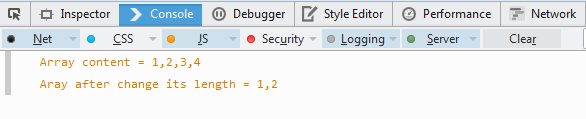 Inspector Console Debugger Style Editor Performance Network
Net CSS JS Security Logging Server Clear
Array content = 1,2,3,4
Aray after change its length = 1,2